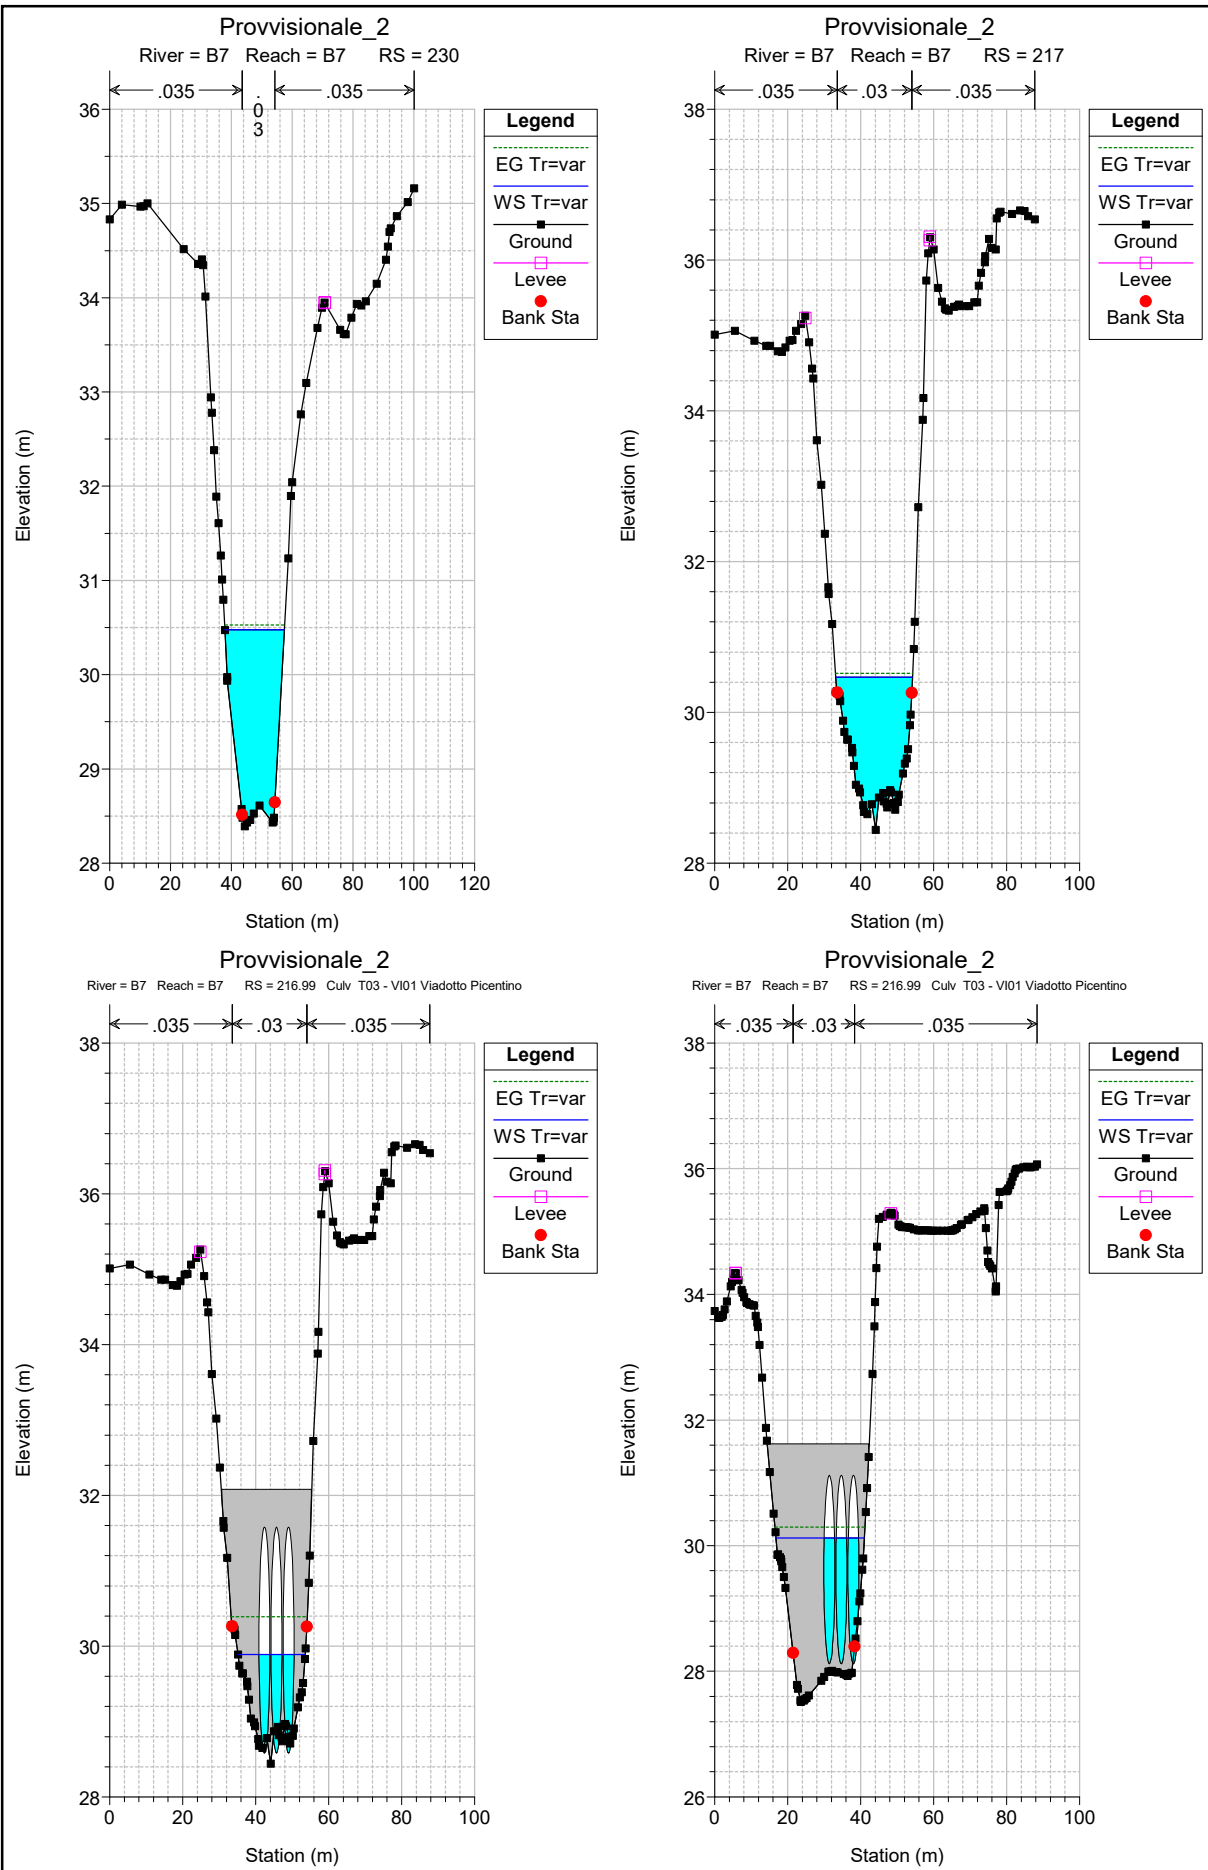 Provvisionale_2
River = B7 Reach = B7 RS = 230
.035
.03
.035
36
35
34
33
32
31
30
29
28
0 20 40 60 80 100 120
Elevation (m)
Station (m)
Legend
EG Tr=var
WS Tr=var
Ground
Levee
Bank Sta
Provvisionale_2
River = B7 Reach = B7 RS = 217
.035 .03 .035
38
36
34
32
30
28
0 20 40 60 80 100
Elevation (m)
Station (m)
Legend
EG Tr=var
WS Tr=var
Ground
Levee
Bank Sta
Provvisionale_2
River = B7 Reach = B7 RS = 216.99 Culv T03 - VI01 Viadotto Picentino
.035 .03 .035
38
36
34
32
30
28
0 20 40 60 80 100
Elevation (m)
Station (m)
Legend
EG Tr=var
WS Tr=var
Ground
Levee
Bank Sta
Provvisionale_2
River = B7 Reach = B7 RS = 216.99 Culv T03 - VI01 Viadotto Picentino
.035 .03 .035
38
36
34
32
30
28
26
0 20 40 60 80 100
Elevation (m)
Station (m)
Legend
EG Tr=var
WS Tr=var
Ground
Levee
Bank Sta